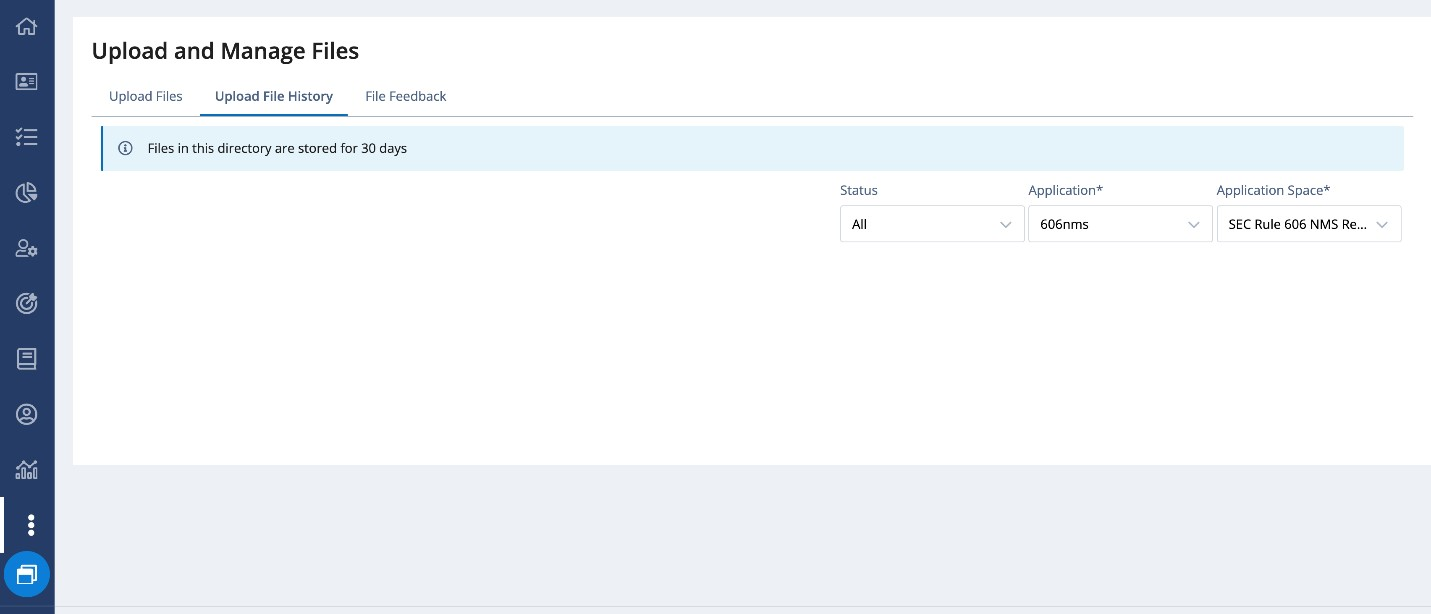 Upload and Manage Files
Upload Files Upload File History File Feedback
Files in this directory are stored for 30 days
Status Application* Application Space*
All 606nms SEC Rule 606 NMS Re...